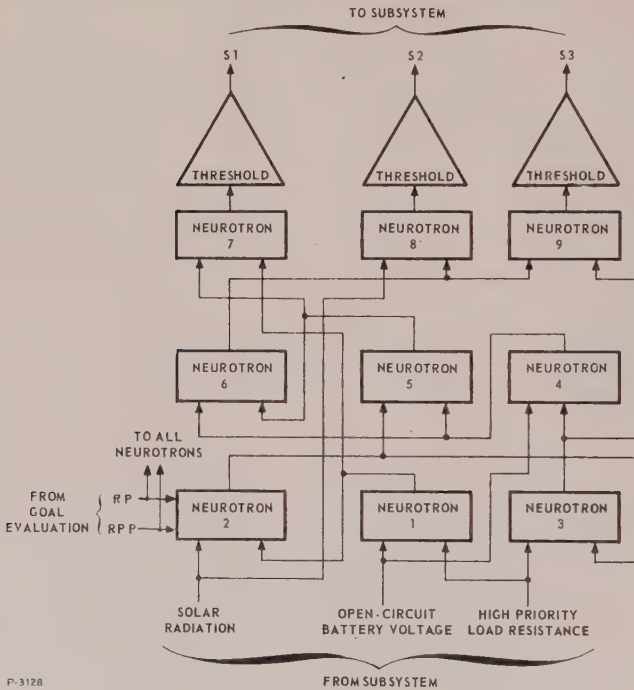 TO SUBSYSTEM
S1 S2 S3
THRESHOLD THRESHOLD THRESHOLD
NEUROTRON
7
NEUROTRON
8
NEUROTRON
9
NEUROTRON
6
NEUROTRON
5
NEUROTRON
4
TO ALL
NEUROTRONS
FROM
GOAL
EVALUATION
RP
RPP
NEUROTRON
2
NEUROTRON
1
NEUROTRON
3
SOLAR
RADIATION
OPEN-CIRCUIT
BATTERY VOLTAGE
HIGH PRIORITY
LOAD RESISTANCE
FROM SUBSYSTEM
P-3128